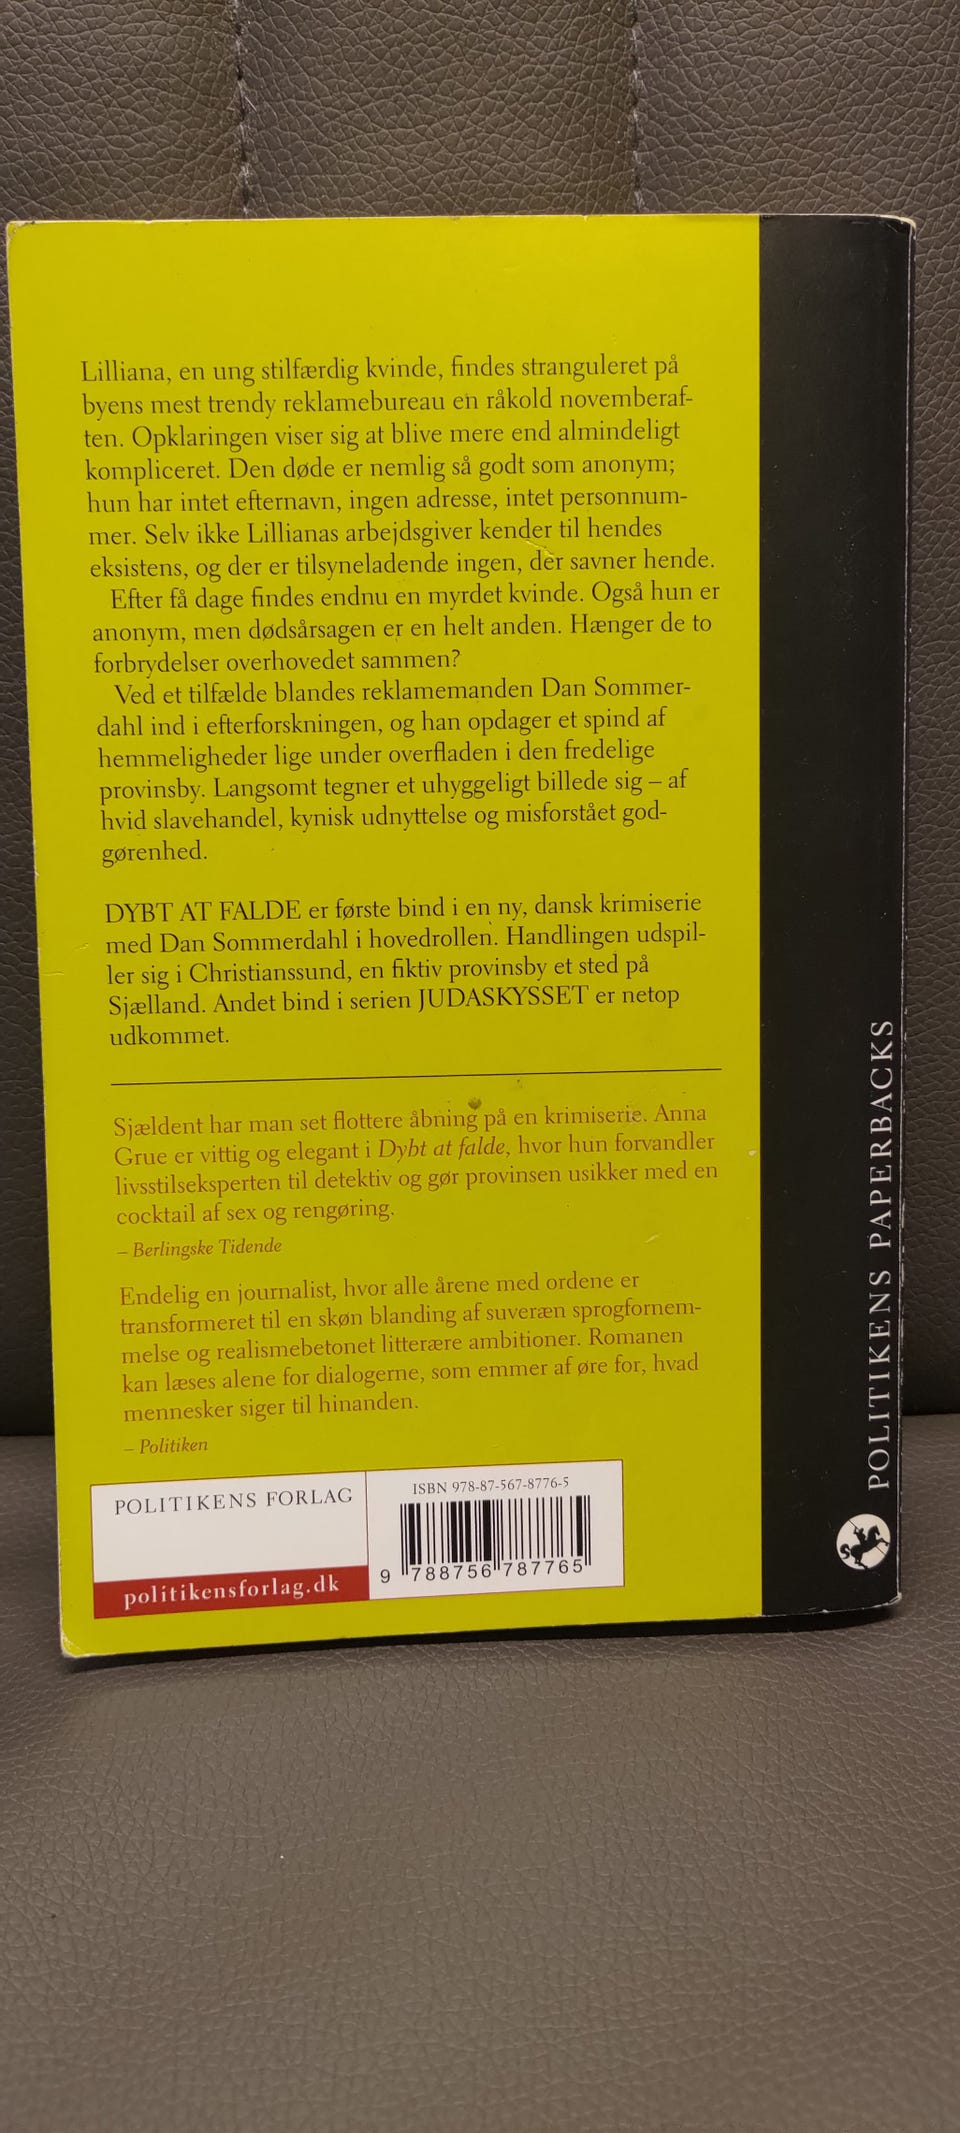 Lilliana, en ung stilfærdig kvinde, findes stranguleret på
byens mest trendy reklamebureau en råkold novemberaf-
ten. Opklaringen viser sig at blive mere end almindeligt
kompliceret. Den døde er nemlig så godt som anonym;
hun har intet efternavn, ingen adresse, intet personnum-
mer. Selv ikke Lillianas arbejdsgiver kender til hendes
eksistens, og der er tilsyneladende ingen, der savner hende.
Efter få dage findes endnu en myrdet kvinde. Også hun er
anonym, men dødsårsagen er en helt anden. Hænger de to
forbrydelser overhovedet sammen?
Ved et tilfælde blandes reklamemanden Dan Sommer-
dahl ind i efterforskningen, og han opdager et spind af
hemmeligheder lige under overfladen i den fredelige
provinsby. Langsomt tegner et uhyggeligt billede sig – af
hvid slavehandel, kynisk udnyttelse og misforstået god-
gørenhed.
DYBT AT FALDE er første bind i en ny, dansk krimiserie
med Dan Sommerdahl i hovedrollen. Handlingen udspil-
ler sig i Christianssund, en fiktiv provinsby et sted på
Sjælland. Andet bind i serien JUDASKYSSET er netop
udkommet.
Sjældent har man set flottere åbning på en krimiserie. Anna
Grue er vittig og elegant i Dybt at falde, hvor hun forvandler
livsstilseksperten til detektiv og gør provinsen usikker med en
cocktail af sex og rengøring.
– Berlingske Tidende
Endelig en journalist, hvor alle årene med ordene er
transformeret til en skøn blanding af suveræn sprogfornem-
melse og realismebetonet litterære ambitioner. Romanen
kan læses alene for dialogerne, som emmer af øre for, hvad
mennesker siger til hinanden.
– Politiken
POLITIKENS FORLAG
politikensforlag.dk
ISBN 978-87-567-8776-5
9 788756 787765
POLITIKENS PAPERBACKS